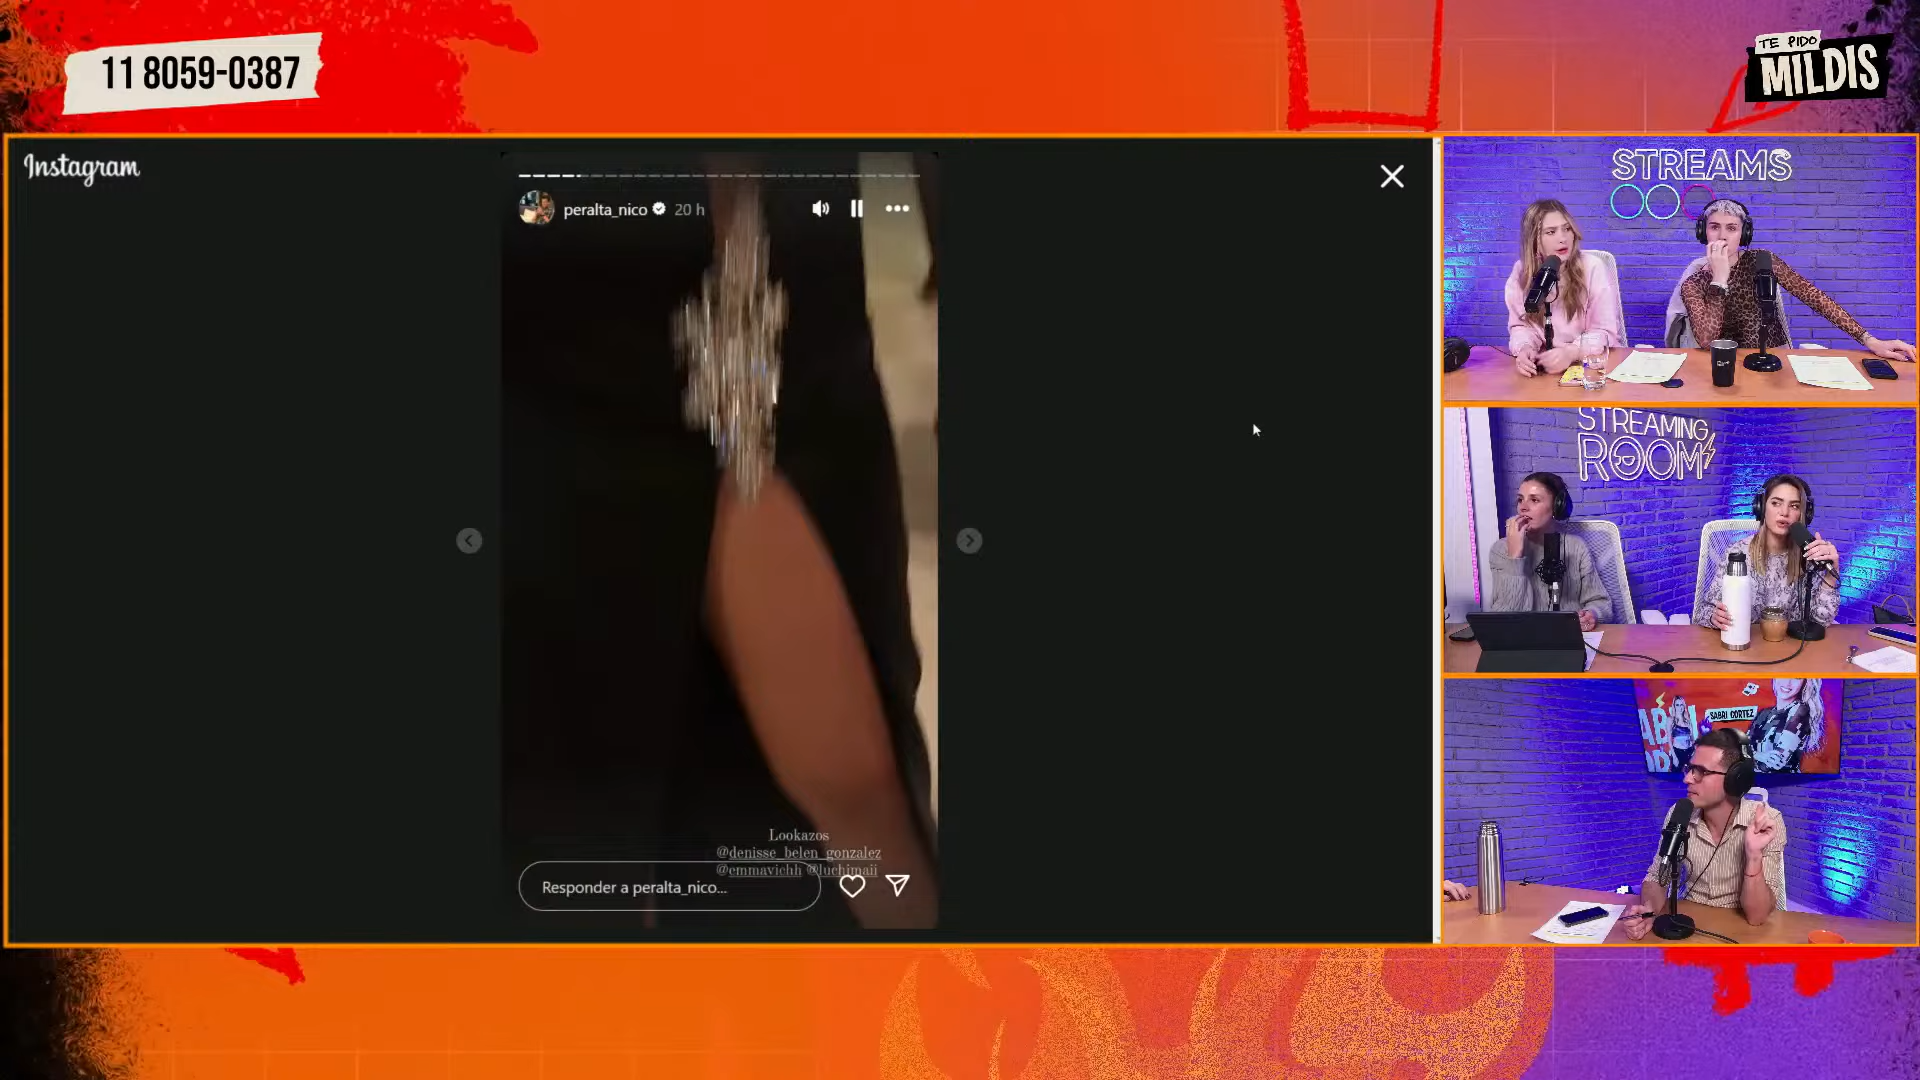 11 8059-0387
TE PIDO
MILDIS
Instagram
peralta_nico 20 h
Lookazos
@denisse_belen_gonzalez
@emmavichh @luchimaii
Responder a peralta_nico...
STREAMS
STREAMING
ROOM
SABRI CORTEZ